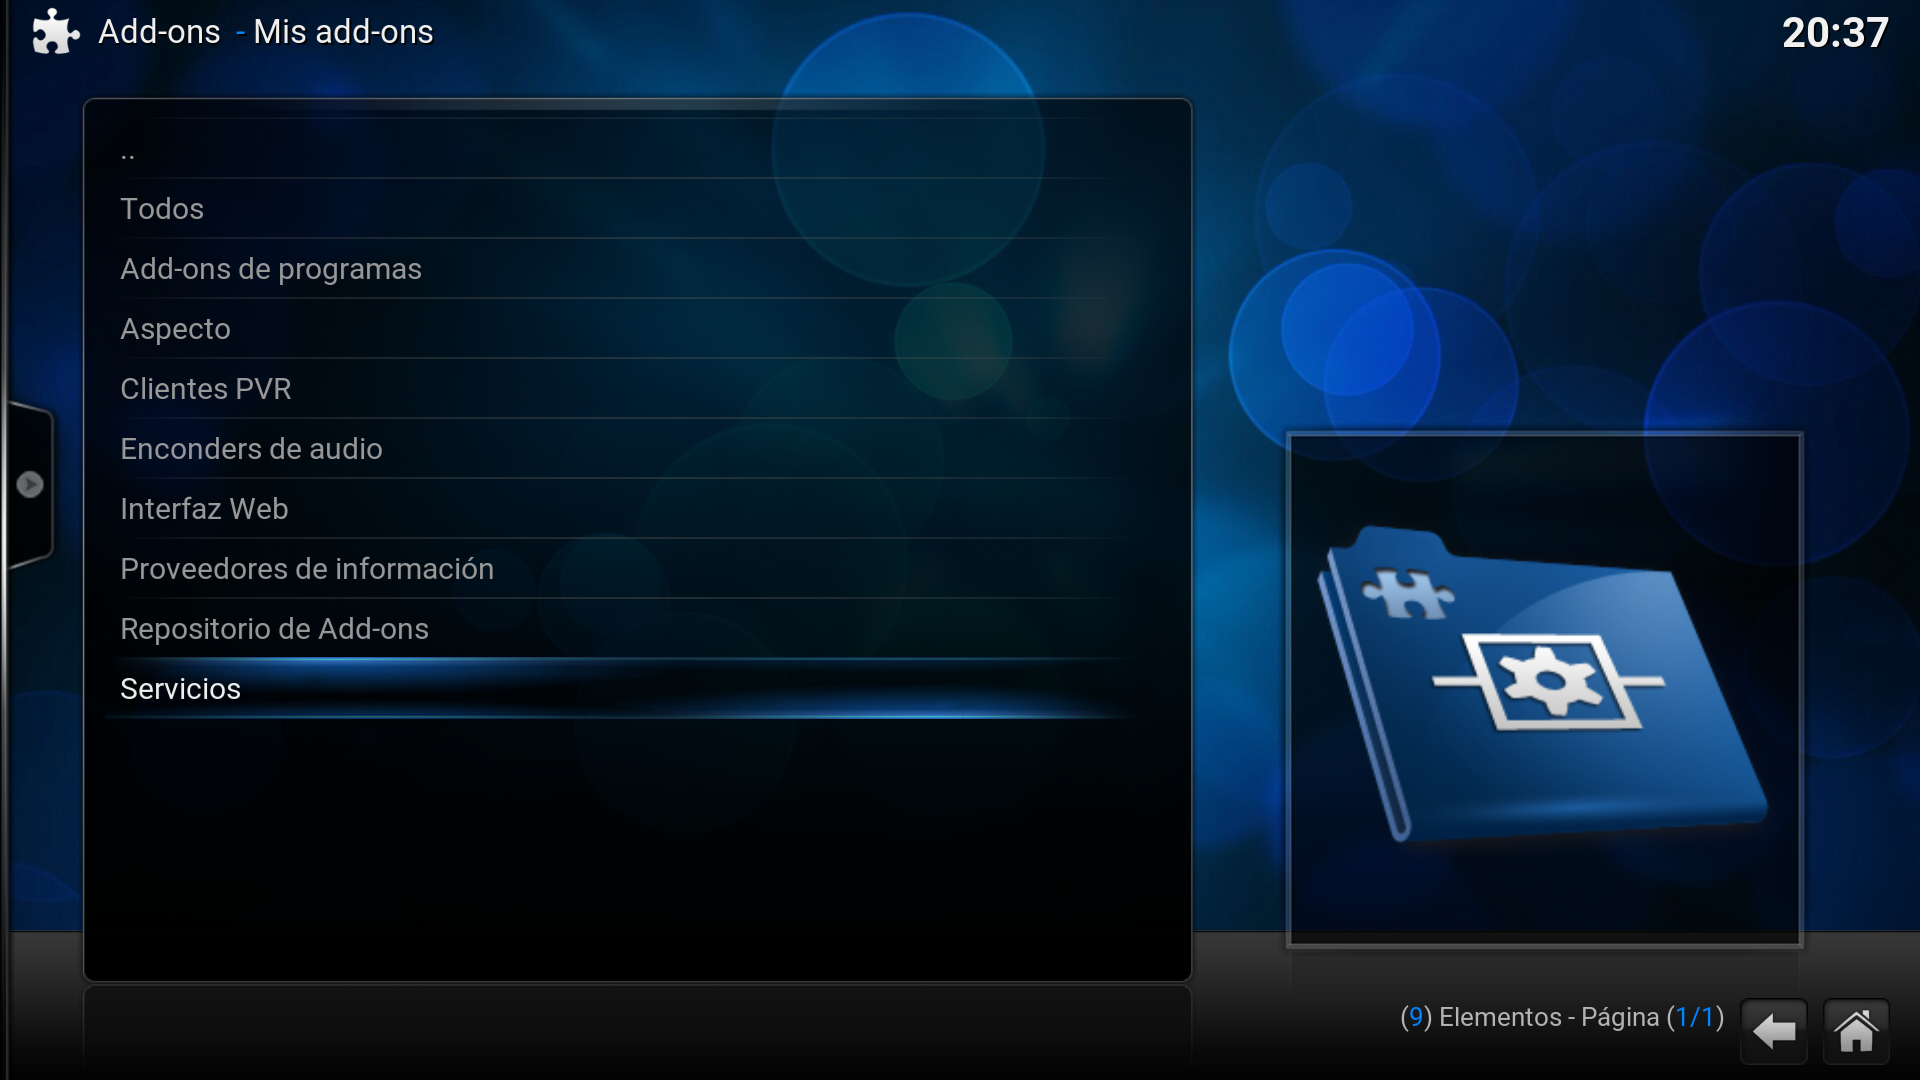 Add-ons - Mis add-ons
20:37
..
Todos
Add-ons de programas
Aspecto
Clientes PVR
Enconders de audio
Interfaz Web
Proveedores de información
Repositorio de Add-ons
Servicios
(9) Elementos - Página (1/1)